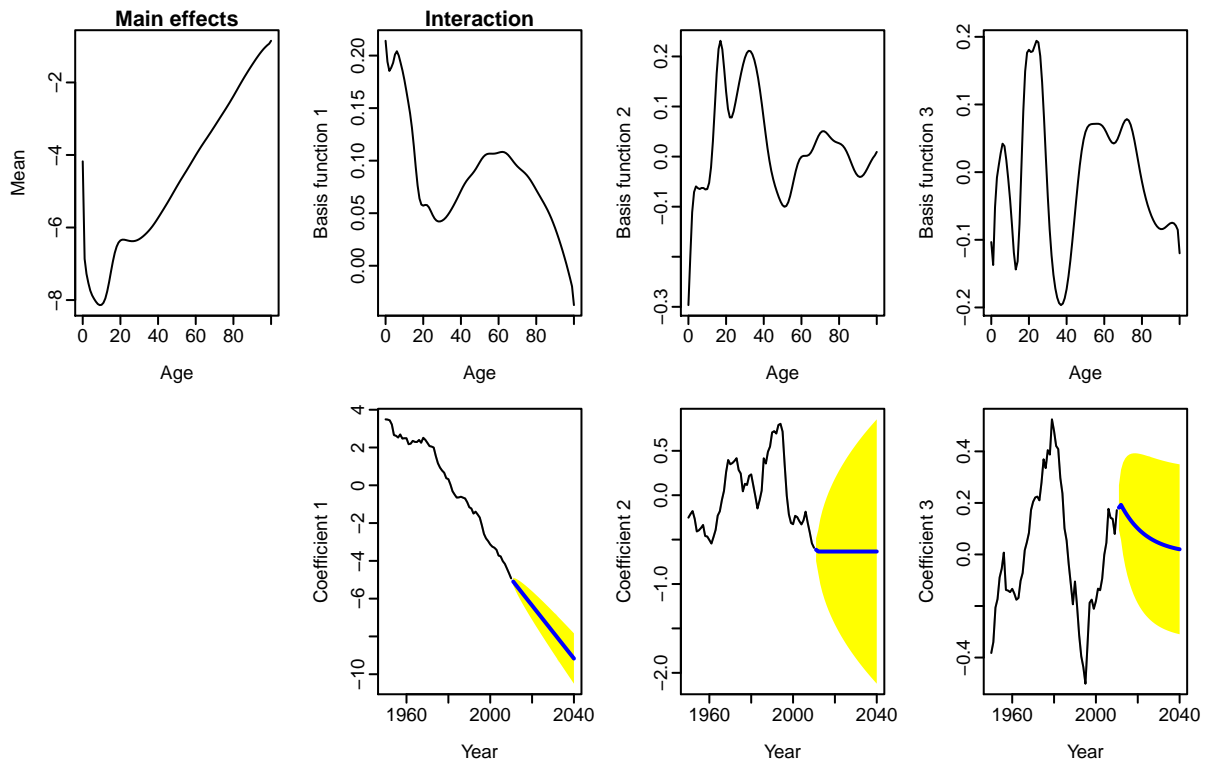 Main effects
Interaction
Mean
−2
−4
−6
−8
0 20 40 60 80
Age
Basis function 1
0.20
0.15
0.10
0.05
0.00
0 20 40 60 80
Age
Basis function 2
0.2
0.1
0.0
−0.1
−0.3
0 20 40 60 80
Age
Basis function 3
0.2
0.1
0.0
−0.1
−0.2
0 20 40 60 80
Age
Coefficient 1
4
2
0
−2
−4
−6
−10
1960 2000 2040
Year
Coefficient 2
0.5
0.0
−1.0
−2.0
1960 2000 2040
Year
Coefficient 3
0.4
0.2
0.0
−0.4
1960 2000 2040
Year